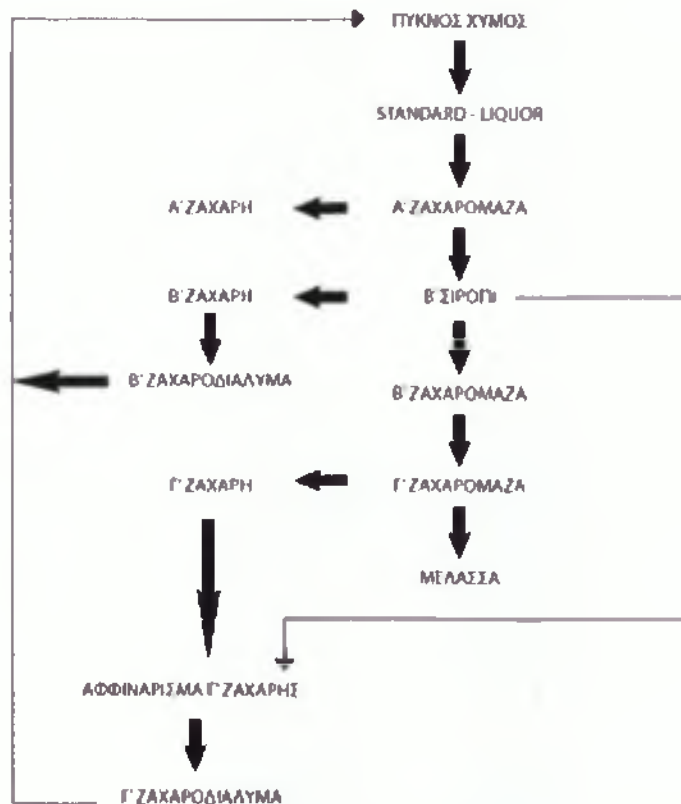 ΠΥΚΝΟΣ ΧΥΜΟΣ
STANDARD - LIQUOR
Α΄ ΖΑΧΑΡΗ
Α΄ ΖΑΧΑΡΟΜΑΖΑ
Β΄ ΖΑΧΑΡΗ
Β΄ ΣΙΡΟΠΙ
Β΄ ΖΑΧΑΡΟΔΙΑΛΥΜΑ
Β΄ ΖΑΧΑΡΟΜΑΖΑ
Γ΄ ΖΑΧΑΡΗ
Γ΄ ΖΑΧΑΡΟΜΑΖΑ
ΜΕΛΑΣΣΑ
ΑΦΦΙΝΑΡΙΣΜΑ Γ΄ ΖΑΧΑΡΗΣ
Γ΄ ΖΑΧΑΡΟΔΙΑΛΥΜΑ